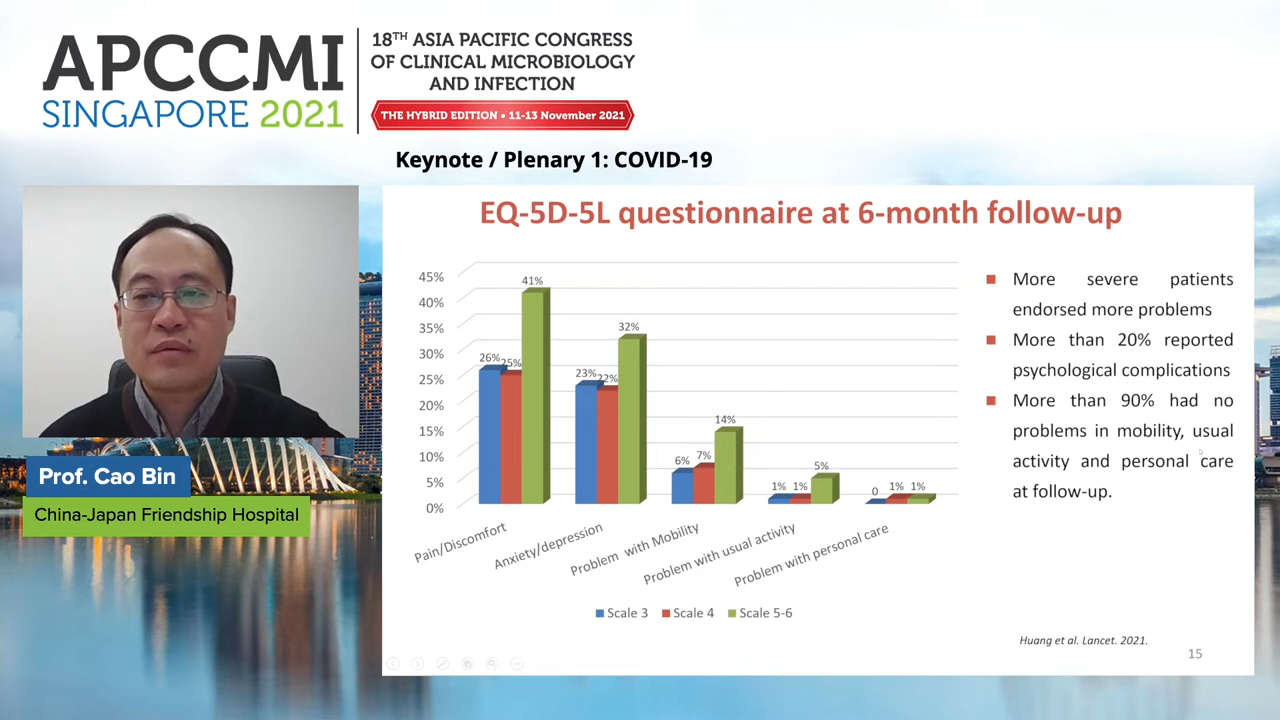 APCCMI
SINGAPORE 2021
18TH ASIA PACIFIC CONGRESS
OF CLINICAL MICROBIOLOGY
AND INFECTION
THE HYBRID EDITION • 11-13 November 2021
Keynote / Plenary 1: COVID-19
Prof. Cao Bin
China-Japan Friendship Hospital
EQ-5D-5L questionnaire at 6-month follow-up
45%
40%
35%
30%
25%
20%
15%
10%
5%
0%
26%
25%
41%
23%
22%
32%
6%
7%
14%
1%
1%
5%
0
1%
1%
Pain/Discomfort
Anxiety/depression
Problem with Mobility
Problem with usual activity
Problem with personal care
Scale 3
Scale 4
Scale 5-6
More severe patients
endorsed more problems
More than 20% reported
psychological complications
More than 90% had no
problems in mobility, usual
activity and personal care
at follow-up.
Huang et al. Lancet. 2021.
15